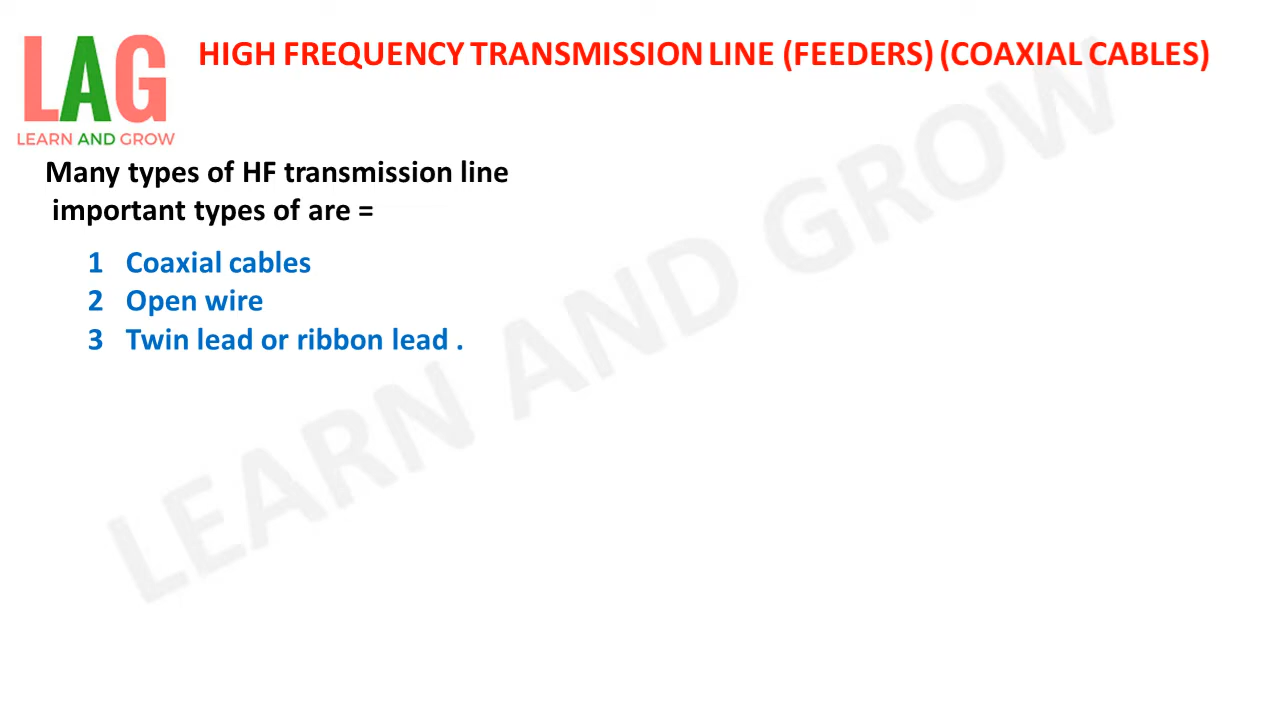 LAG
LEARN AND GROW
HIGH FREQUENCY TRANSMISSION LINE (FEEDERS) (COAXIAL CABLES)
Many types of HF transmission line
important types of are =
1 Coaxial cables
2 Open wire
3 Twin lead or ribbon lead .
LEARN AND GROW